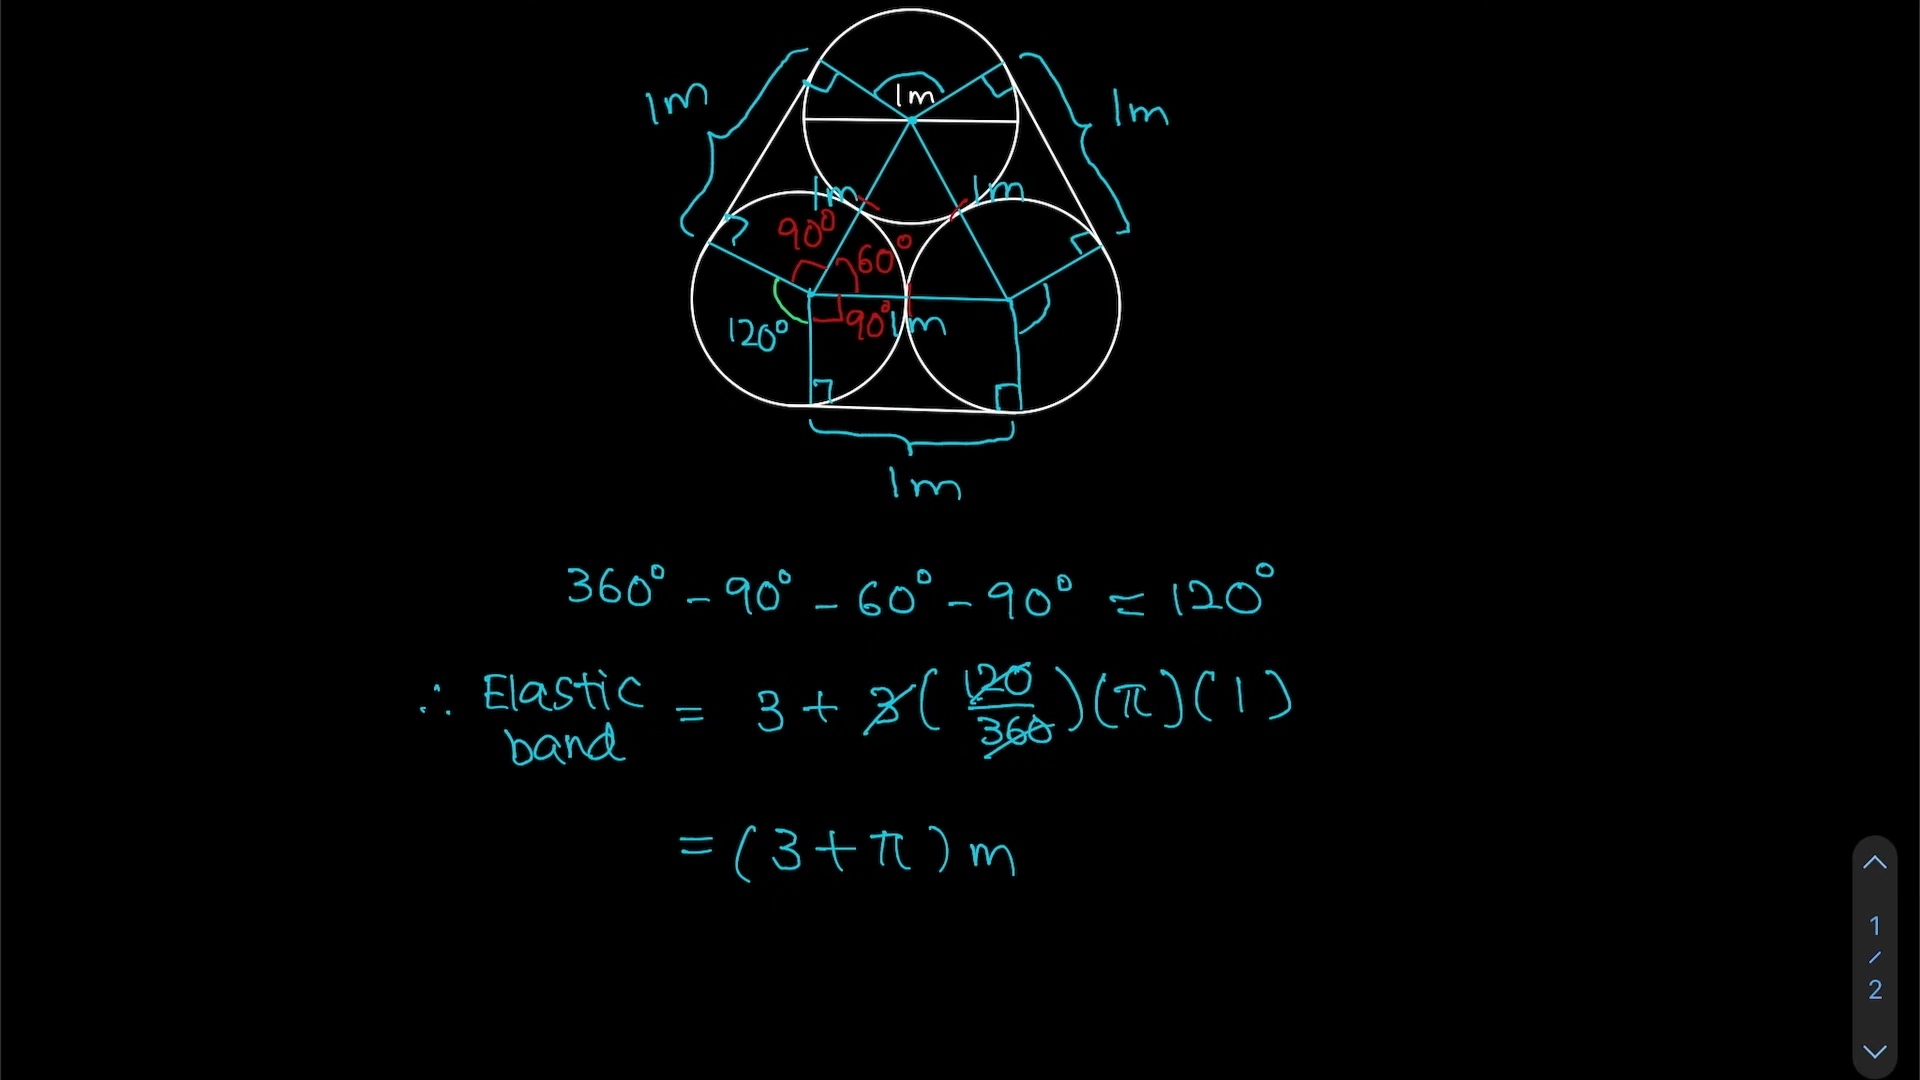 1m
1m
1m
1m
1m
90°
60°
120°
90°
1m
1m
360° - 90° - 60° - 90° = 120°
∴ Elastic band = 3 + 3(120/360)(π)(1)
= (3 + π) m
1
/
2